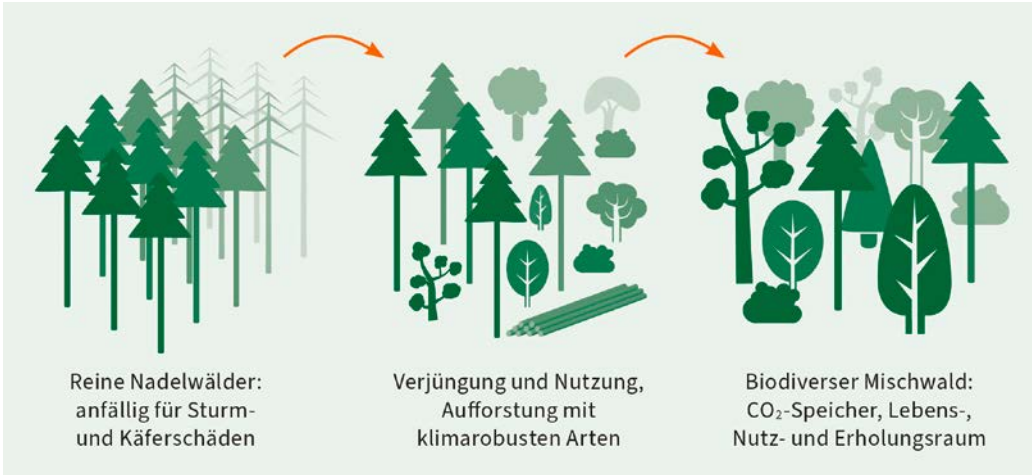 Reine Nadelwälder:
anfällig für Sturm-
und Käferschäden
Verjüngung und Nutzung,
Aufforstung mit
klimarobusten Arten
Biodiverser Mischwald:
CO₂-Speicher, Lebens-,
Nutz- und Erholungsraum